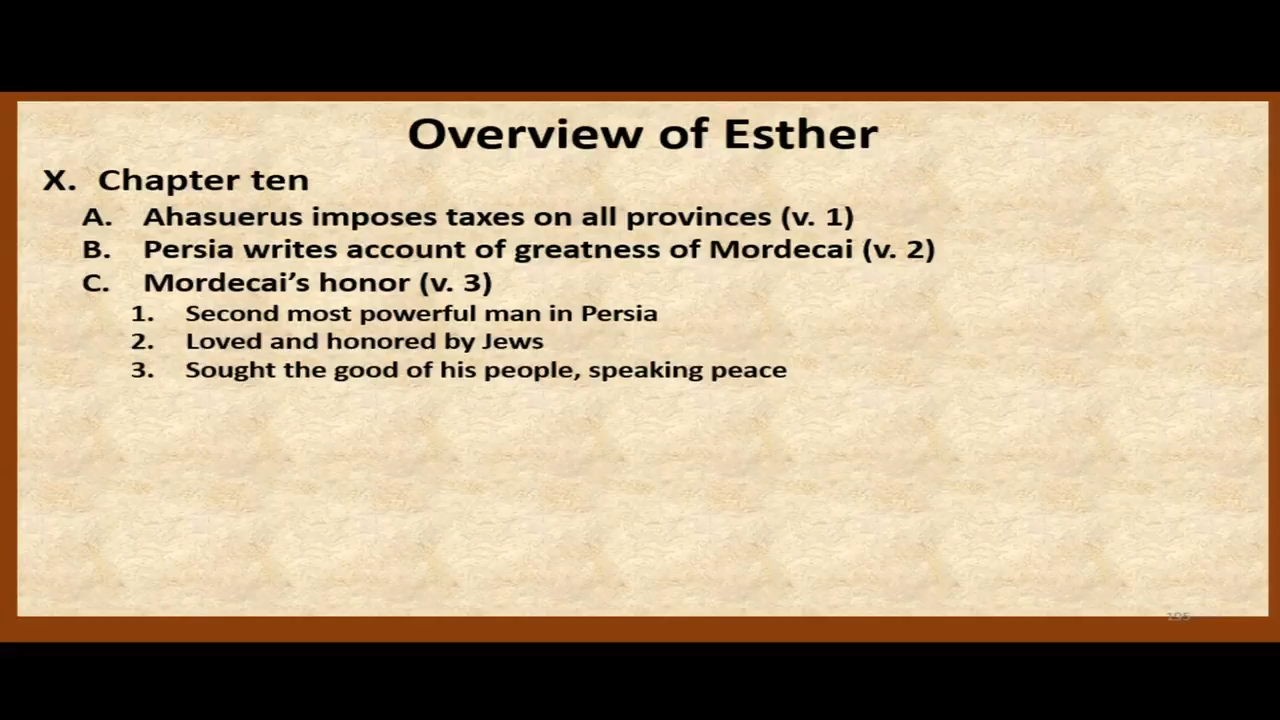 Overview of Esther
X. Chapter ten
A. Ahasuerus imposes taxes on all provinces (v. 1)
B. Persia writes account of greatness of Mordecai (v. 2)
C. Mordecai’s honor (v. 3)
1. Second most powerful man in Persia
2. Loved and honored by Jews
3. Sought the good of his people, speaking peace